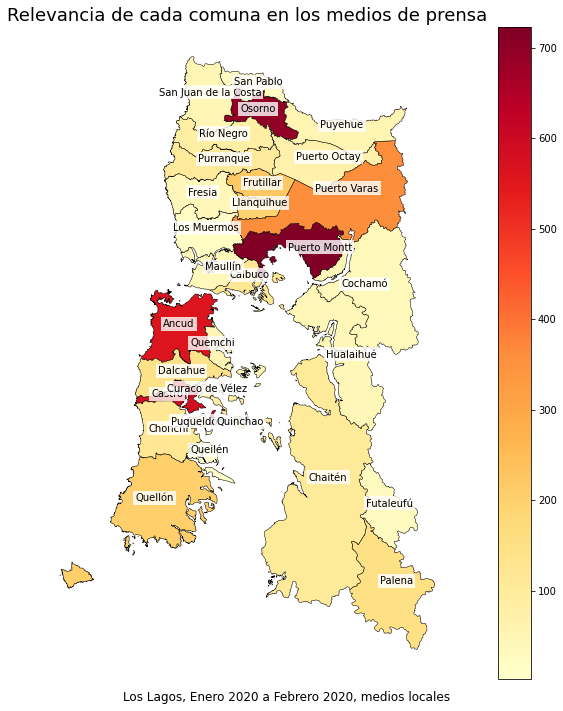 Relevancia de cada comuna en los medios de prensa
700
San Pablo
San Juan de la Costa
Osorno
Puyehue
Río Negro
600
Purranque
Puerto Octay
Frutillar
Puerto Varas
Fresia
Llanquihue
500
Los Muermos
Puerto Montt
Maullín
Calbuco
Cochamó
400
Ancud
Quemchi
Hualaihué
Dalcahue
300
Curaco de Vélez
Castro
Puqueldón
Quinchao
Chonchi
Queilén
200
Chaitén
Quellón
Futaleufú
Palena
100
Los Lagos, Enero 2020 a Febrero 2020, medios locales